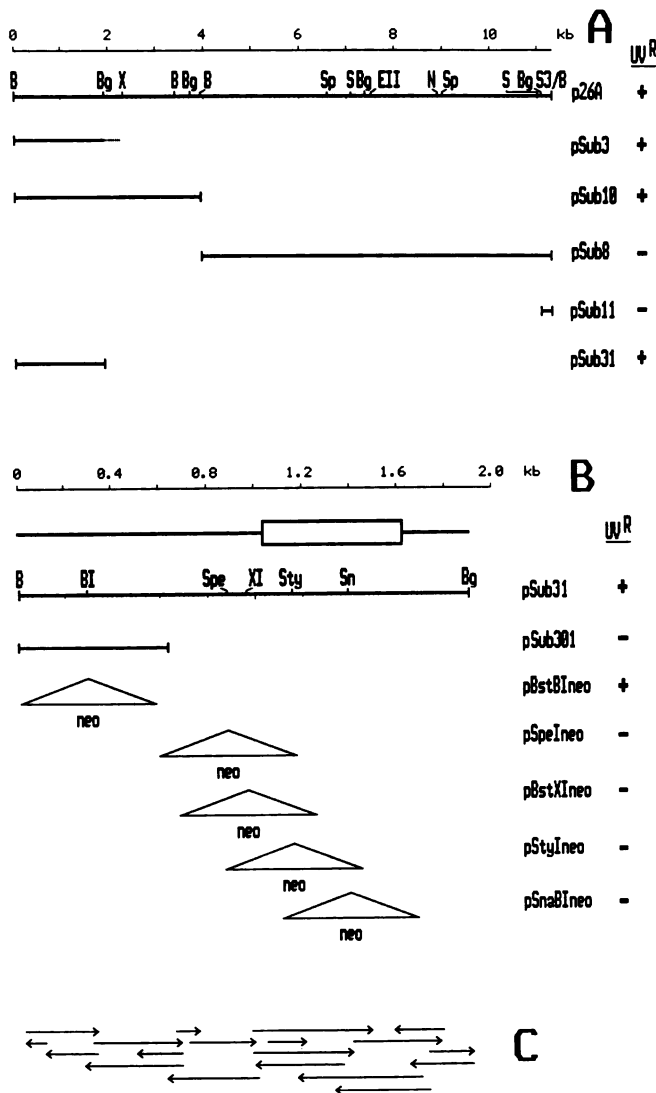 A
0 2 4 6 8 10 kb
UV R
B Bg X B Bg B Sp S Bg EII N Sp S Bg S3/B p26A +
pSub3 +
pSub10 +
pSub8 -
pSub11 -
pSub31 +
B
0 0.4 0.8 1.2 1.6 2.0 kb
UV R
B BI Spe XI Sty Sn Bg pSub31 +
pSub301 -
pBstBIneo +
neo
pSpeIneo -
neo
pBstXIneo -
neo
pStyIneo -
neo
pSnaBIneo -
neo
C